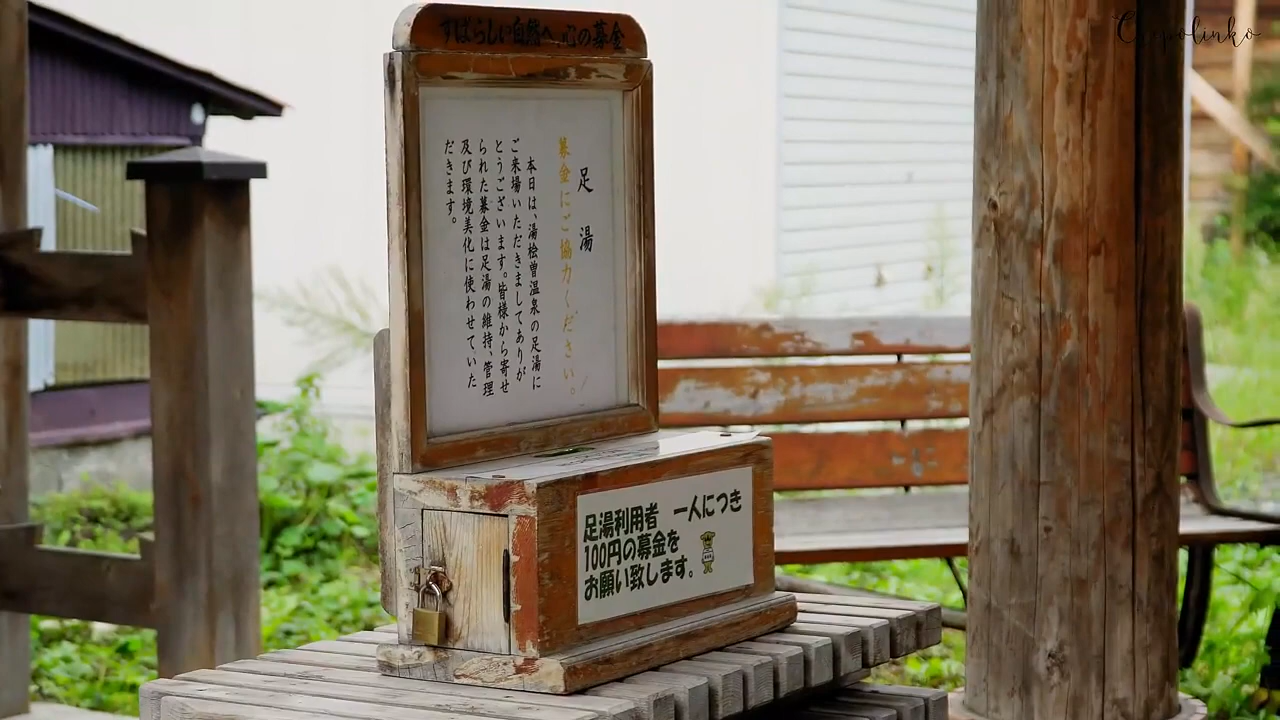 すばらしい自然へ 心の募金
足湯
募金にご協力ください。
本日は、湯桧曽温泉の足湯に
ご来場いただきましてありが
とうございます。皆様から寄せ
られた募金は足湯の維持、管理
及び環境美化に使わせていた
だきます。
足湯利用者 一人につき
100円の募金を
お願い致します。